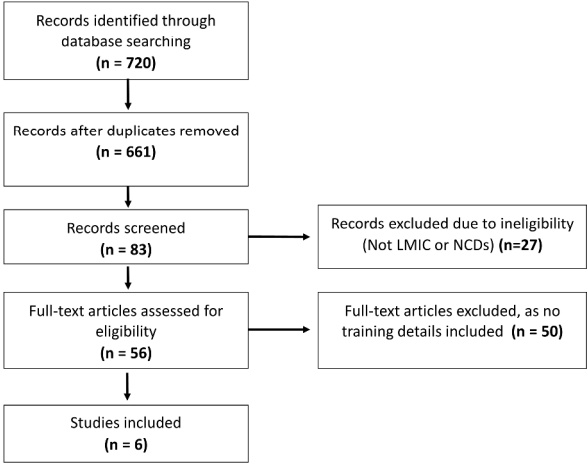 Records identified through
database searching
(n = 720)
Records after duplicates removed
(n = 661)
Records screened
(n = 83)
Records excluded due to ineligibility
(Not LMIC or NCDs) (n=27)
Full-text articles assessed for
eligibility
(n = 56)
Full-text articles excluded, as no
training details included (n = 50)
Studies included
(n = 6)